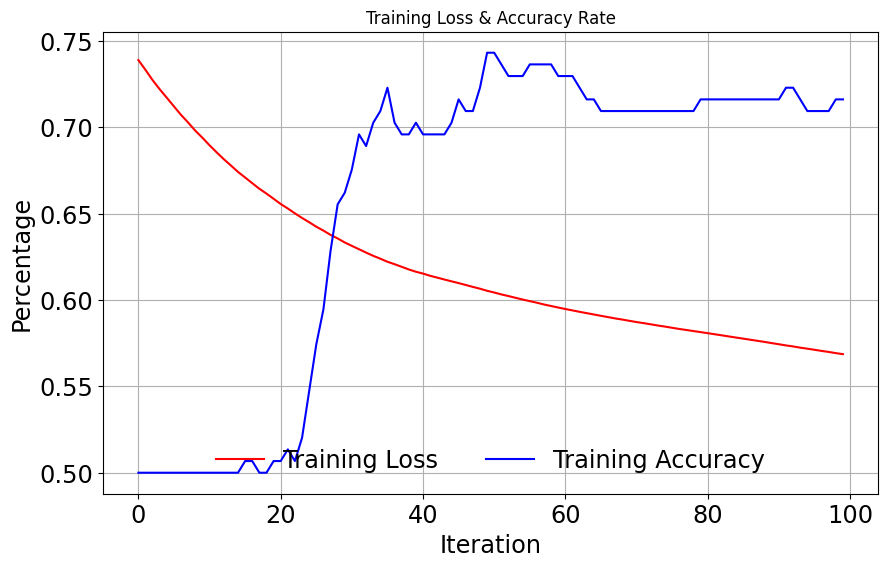 Training Loss & Accuracy Rate
0.75
0.70
0.65
0.60
0.55
0.50
Percentage
Training Loss
Training Accuracy
0 20 40 60 80 100
Iteration